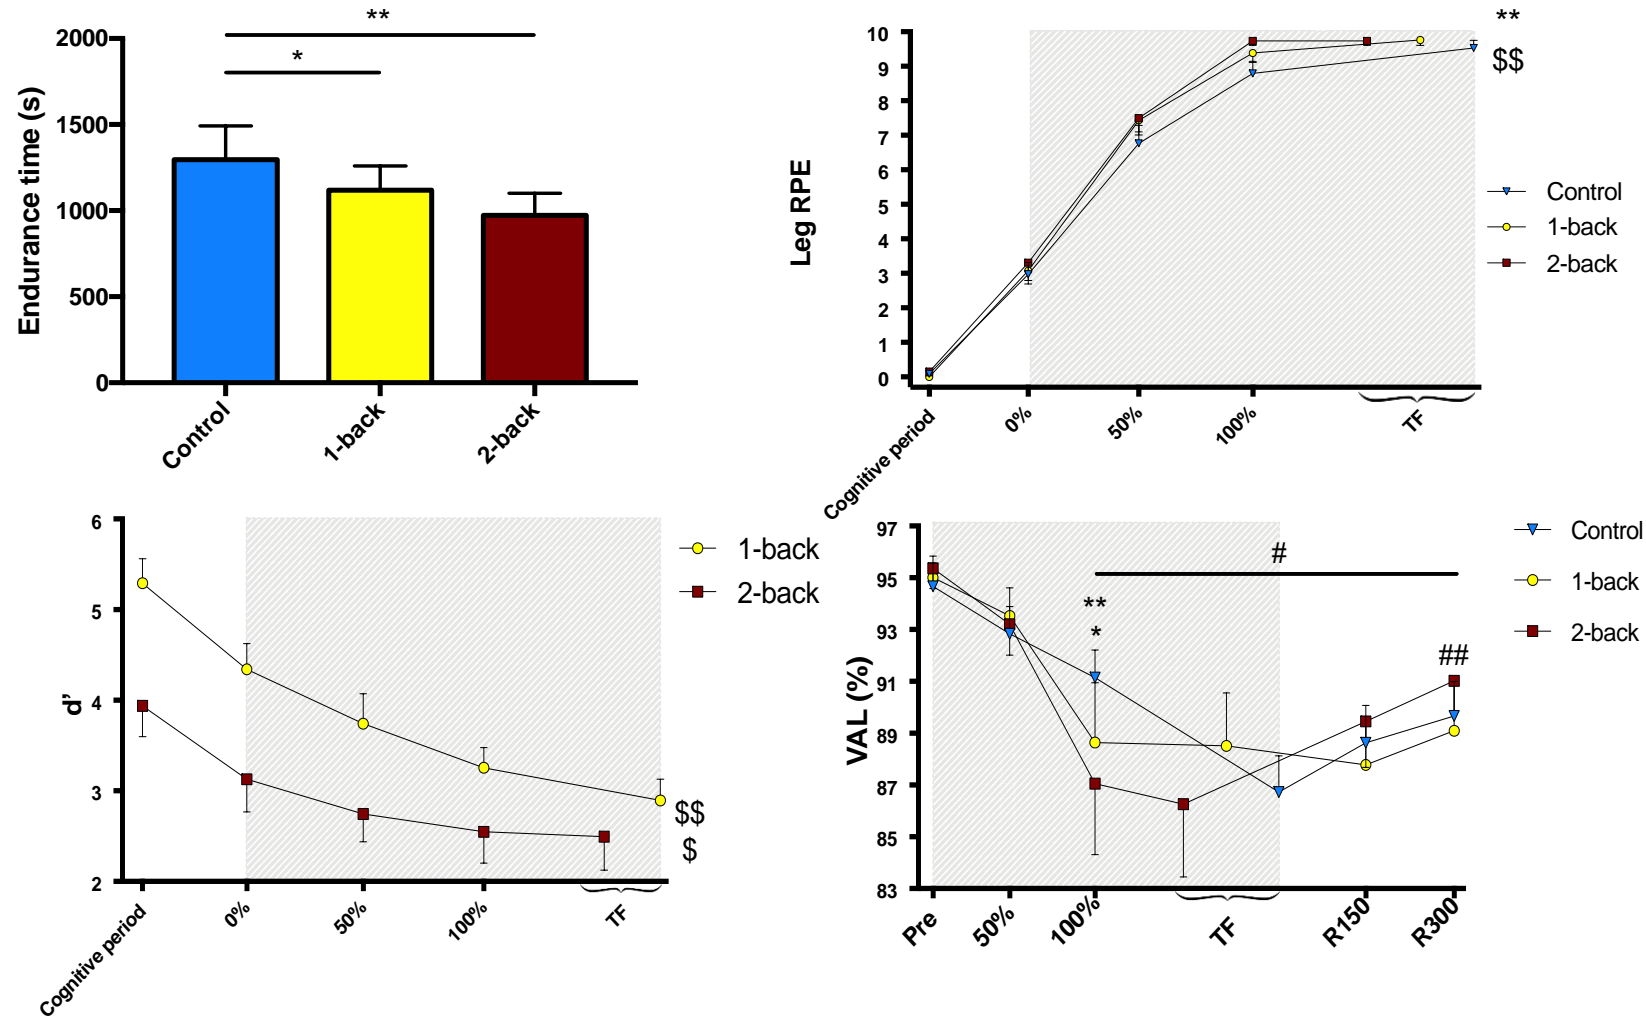 **
*
2000
1500
1000
500
0
Endurance time (s)
Control
1-back
2-back
10
9
8
7
6
5
4
3
2
1
0
Leg RPE
**
$$
Control
1-back
2-back
Cognitive period
0%
50%
100%
TF
6
5
4
3
2
d'
1-back
2-back
$$
$
Cognitive period
0%
50%
100%
TF
97
95
93
91
89
87
85
83
VAL (%)
#
**
*
##
Control
1-back
2-back
Pre
50%
100%
TF
R150
R300